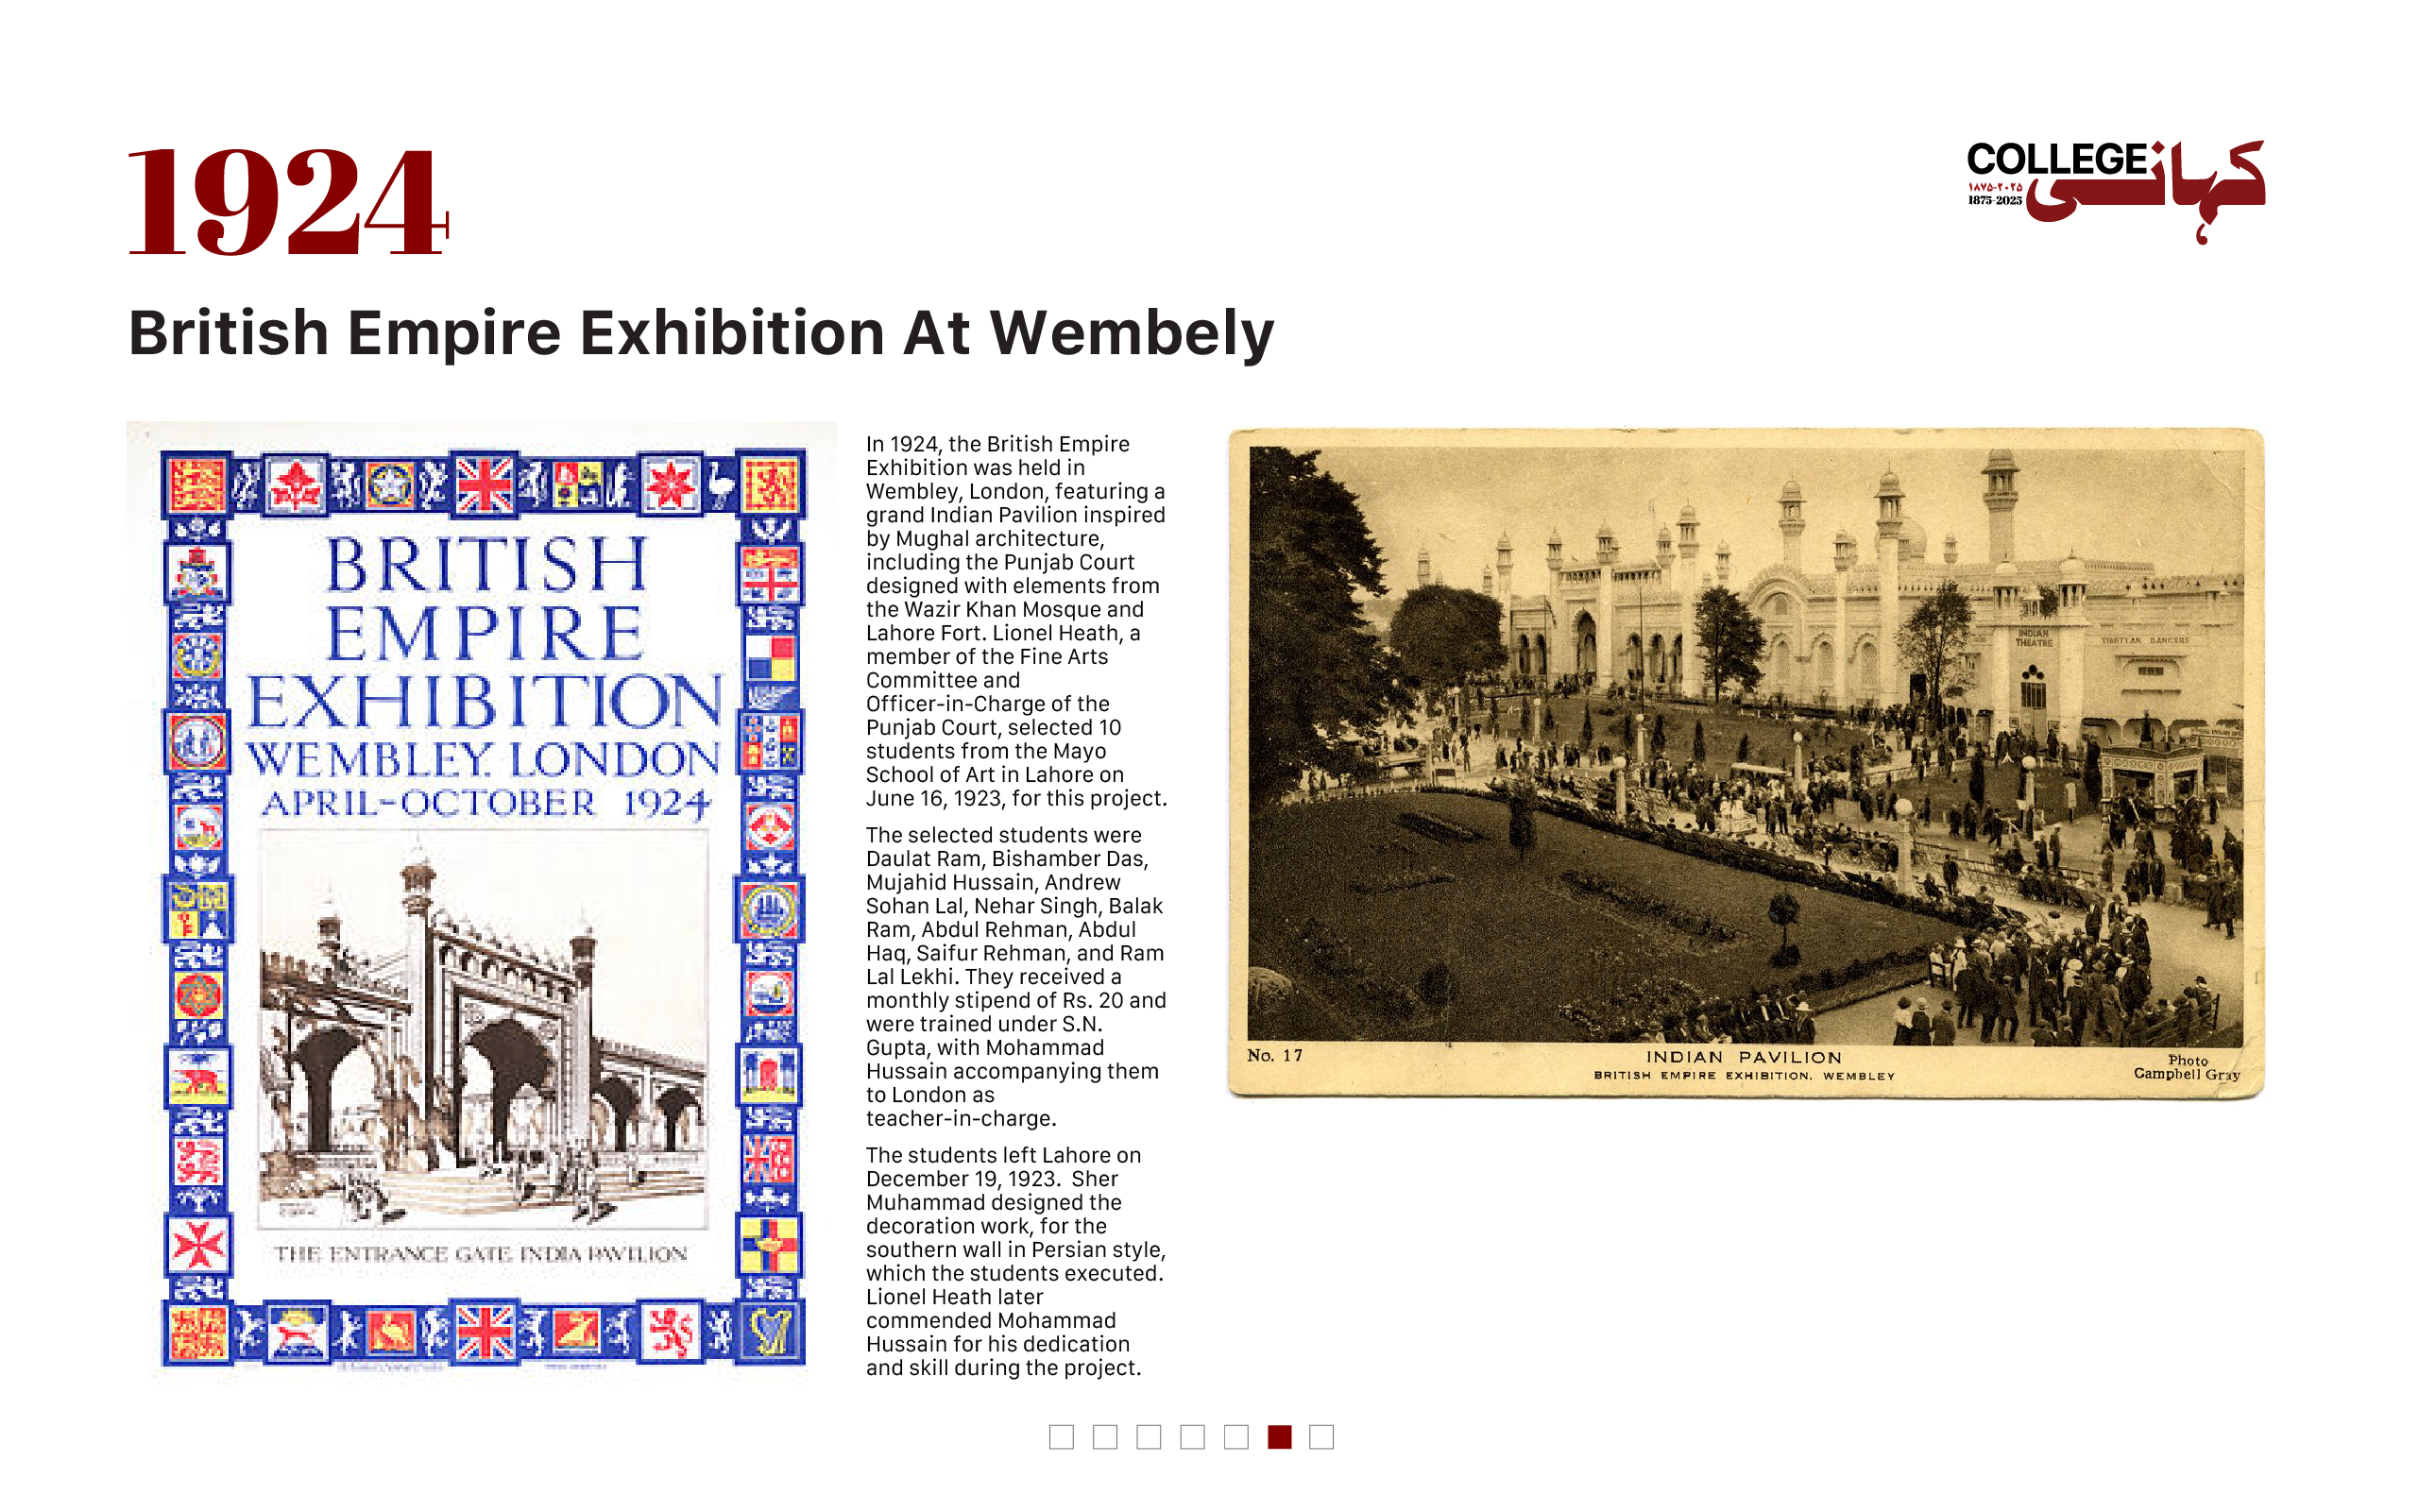 1924
COLLEGE کہانی
۱۸۷۵-۲۰۲۵
1875-2025
British Empire Exhibition At Wembely
BRITISH
EMPIRE
EXHIBITION
WEMBLEY. LONDON
APRIL-OCTOBER 1924
THE ENTRANCE GATE INDIA PAVILION
In 1924, the British Empire
Exhibition was held in
Wembley, London, featuring a
grand Indian Pavilion inspired
by Mughal architecture,
including the Punjab Court
designed with elements from
the Wazir Khan Mosque and
Lahore Fort. Lionel Heath, a
member of the Fine Arts
Committee and
Officer-in-Charge of the
Punjab Court, selected 10
students from the Mayo
School of Art in Lahore on
June 16, 1923, for this project.
The selected students were
Daulat Ram, Bishamber Das,
Mujahid Hussain, Andrew
Sohan Lal, Nehar Singh, Balak
Ram, Abdul Rehman, Abdul
Haq, Saifur Rehman, and Ram
Lal Lekhi. They received a
monthly stipend of Rs. 20 and
were trained under S.N.
Gupta, with Mohammad
Hussain accompanying them
to London as
teacher-in-charge.
The students left Lahore on
December 19, 1923. Sher
Muhammad designed the
decoration work, for the
southern wall in Persian style,
which the students executed.
Lionel Heath later
commended Mohammad
Hussain for his dedication
and skill during the project.
INDIAN
THEATRE
TIBETAN DANCERS
No. 17
INDIAN PAVILION
BRITISH EMPIRE EXHIBITION. WEMBLEY
Photo
Campbell Gray